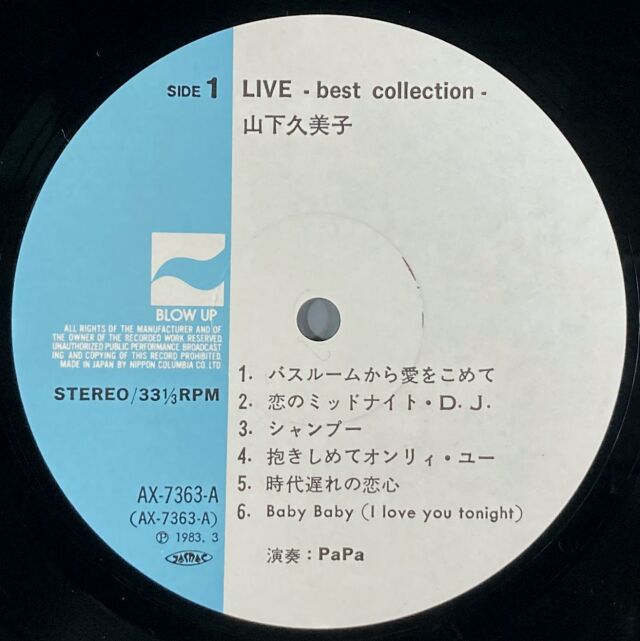 SIDE 1
LIVE - best collection -
山下久美子
BLOW UP
ALL RIGHTS OF THE MANUFACTURER AND OF
THE OWNER OF THE RECORDED WORK RESERVED
UNAUTHORIZED PUBLIC PERFORMANCE BROADCAST
ING AND COPYING OF THIS RECORD PROHIBITED
MADE IN JAPAN BY NIPPON COLUMBIA CO LTD
STEREO/33⅓RPM
1. バスルームから愛をこめて
2. 恋のミッドナイト・D. J.
3. シャンプー
4. 抱きしめてオンリィ・ユー
5. 時代遅れの恋心
6. Baby Baby (I love you tonight)
演奏：PaPa
AX-7363-A
(AX-7363-A)
Ⓟ 1983. 3
JASRAC